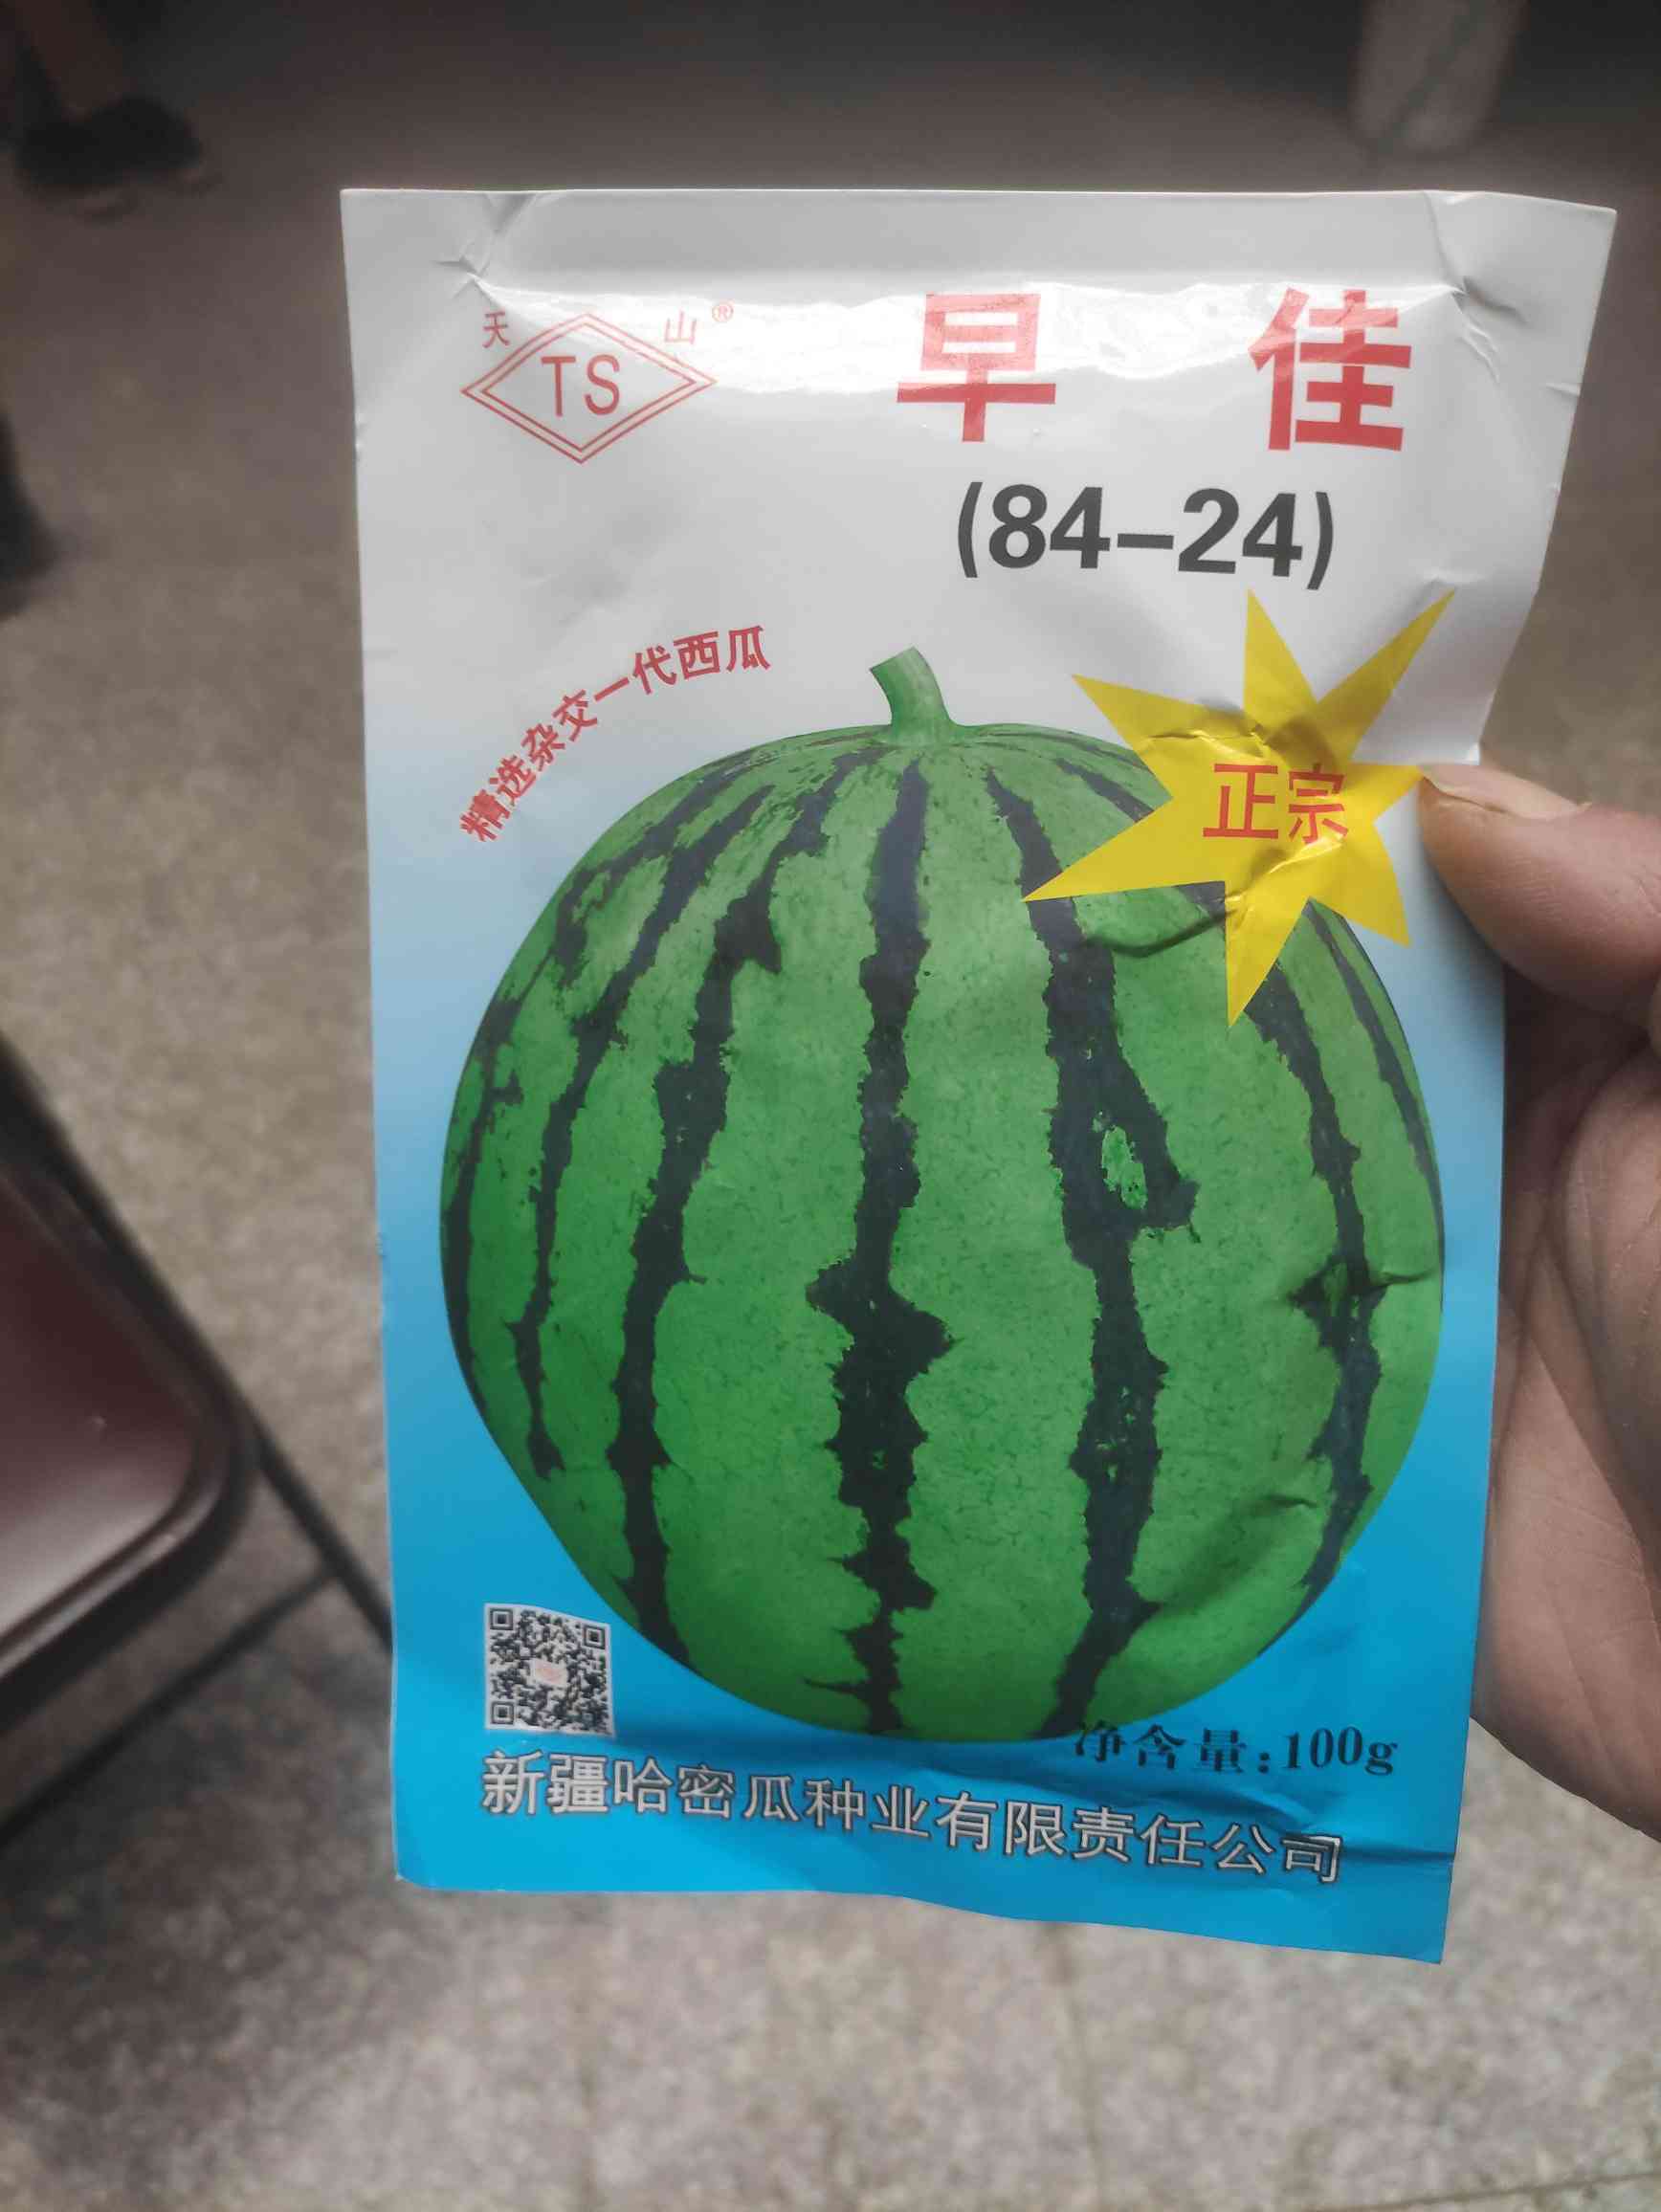 天 山®
TS
早佳
(84-24)
精选杂交一代西瓜
正宗
净含量:100g
新疆哈密瓜种业有限责任公司